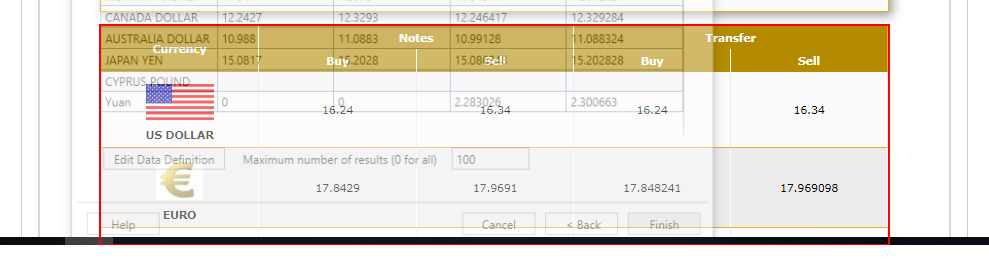 CANADA DOLLAR 12.2427 12.3293 12.246417 12.329284
AUSTRALIA DOLLAR 10.988 11.0883 10.99128 11.088324
Currency Notes Transfer
JAPAN YEN 15.0817 15.2028 15.202828
Buy Sell Buy Sell
CYPRUS POUND
Yuan 0 0 2.283026 2.300663
16.24 16.34 16.24 16.34
US DOLLAR
Edit Data Definition Maximum number of results (0 for all) 100
17.8429 17.9691 17.848241 17.969098
EURO
Help Cancel < Back Finish